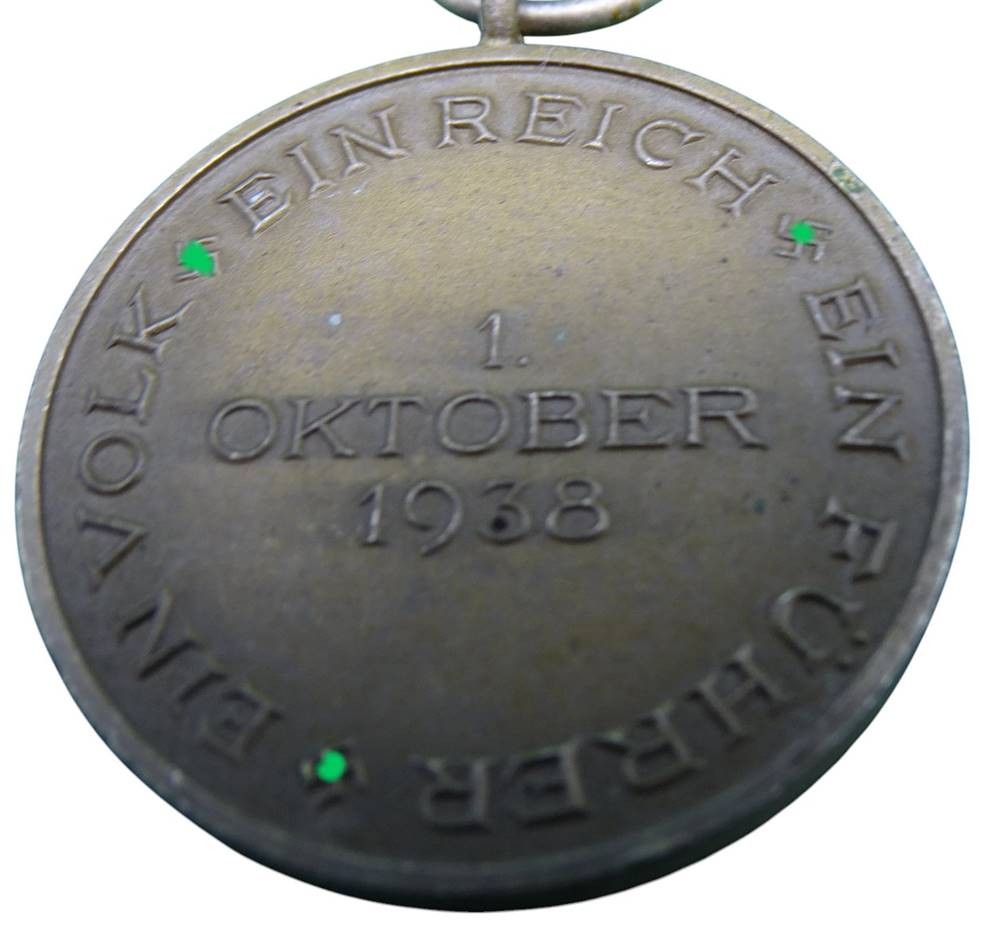 EIN VOLK EIN REICH EIN FÜHRER
1.
OKTOBER
1938